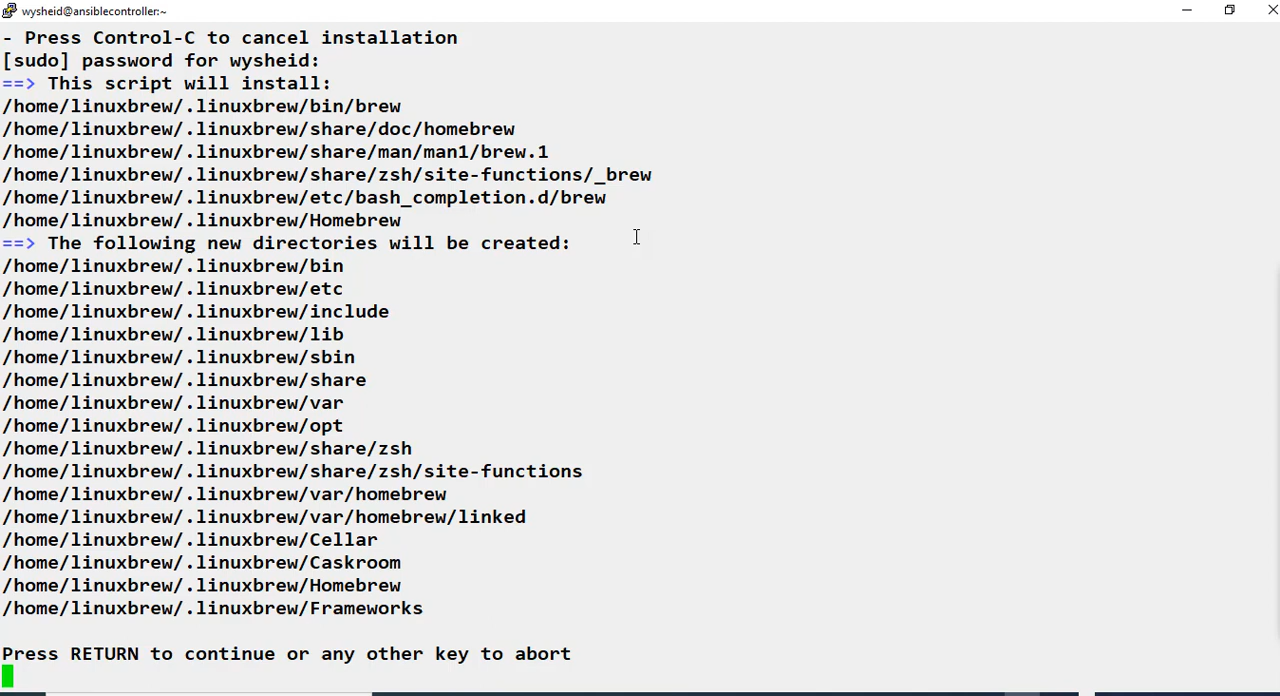 wysheid@ansiblecontroller:~
- Press Control-C to cancel installation
[sudo] password for wysheid:
==> This script will install:
/home/linuxbrew/.linuxbrew/bin/brew
/home/linuxbrew/.linuxbrew/share/doc/homebrew
/home/linuxbrew/.linuxbrew/share/man/man1/brew.1
/home/linuxbrew/.linuxbrew/share/zsh/site-functions/_brew
/home/linuxbrew/.linuxbrew/etc/bash_completion.d/brew
/home/linuxbrew/.linuxbrew/Homebrew
==> The following new directories will be created:
/home/linuxbrew/.linuxbrew/bin
/home/linuxbrew/.linuxbrew/etc
/home/linuxbrew/.linuxbrew/include
/home/linuxbrew/.linuxbrew/lib
/home/linuxbrew/.linuxbrew/sbin
/home/linuxbrew/.linuxbrew/share
/home/linuxbrew/.linuxbrew/var
/home/linuxbrew/.linuxbrew/opt
/home/linuxbrew/.linuxbrew/share/zsh
/home/linuxbrew/.linuxbrew/share/zsh/site-functions
/home/linuxbrew/.linuxbrew/var/homebrew
/home/linuxbrew/.linuxbrew/var/homebrew/linked
/home/linuxbrew/.linuxbrew/Cellar
/home/linuxbrew/.linuxbrew/Caskroom
/home/linuxbrew/.linuxbrew/Homebrew
/home/linuxbrew/.linuxbrew/Frameworks
Press RETURN to continue or any other key to abort